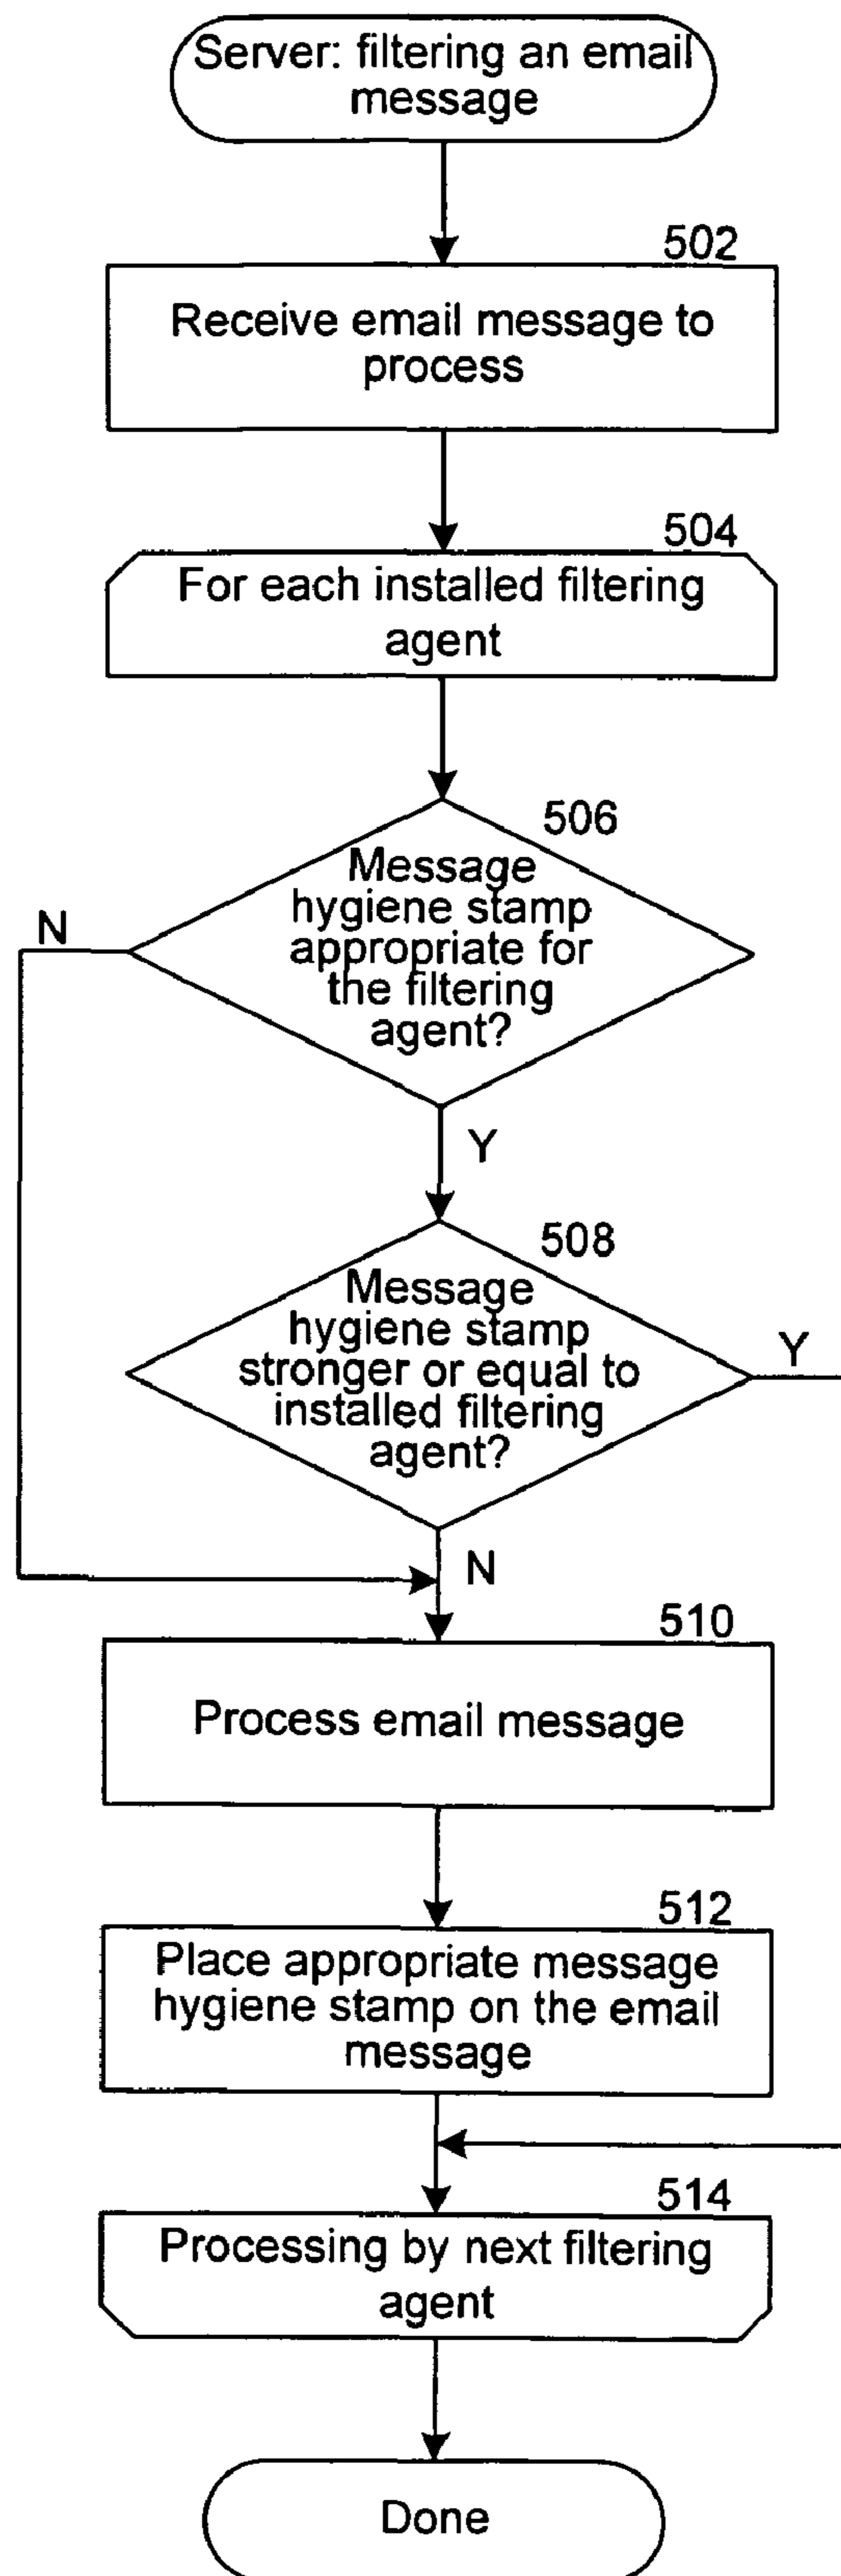 Server: filtering an email
message
502
Receive email message to
process
504
For each installed filtering
agent
506
Message
hygiene stamp
appropriate for
the filtering
agent?
N
Y
508
Message
hygiene stamp
stronger or equal to
installed filtering
agent?
Y
N
510
Process email message
512
Place appropriate message
hygiene stamp on the email
message
514
Processing by next filtering
agent
Done